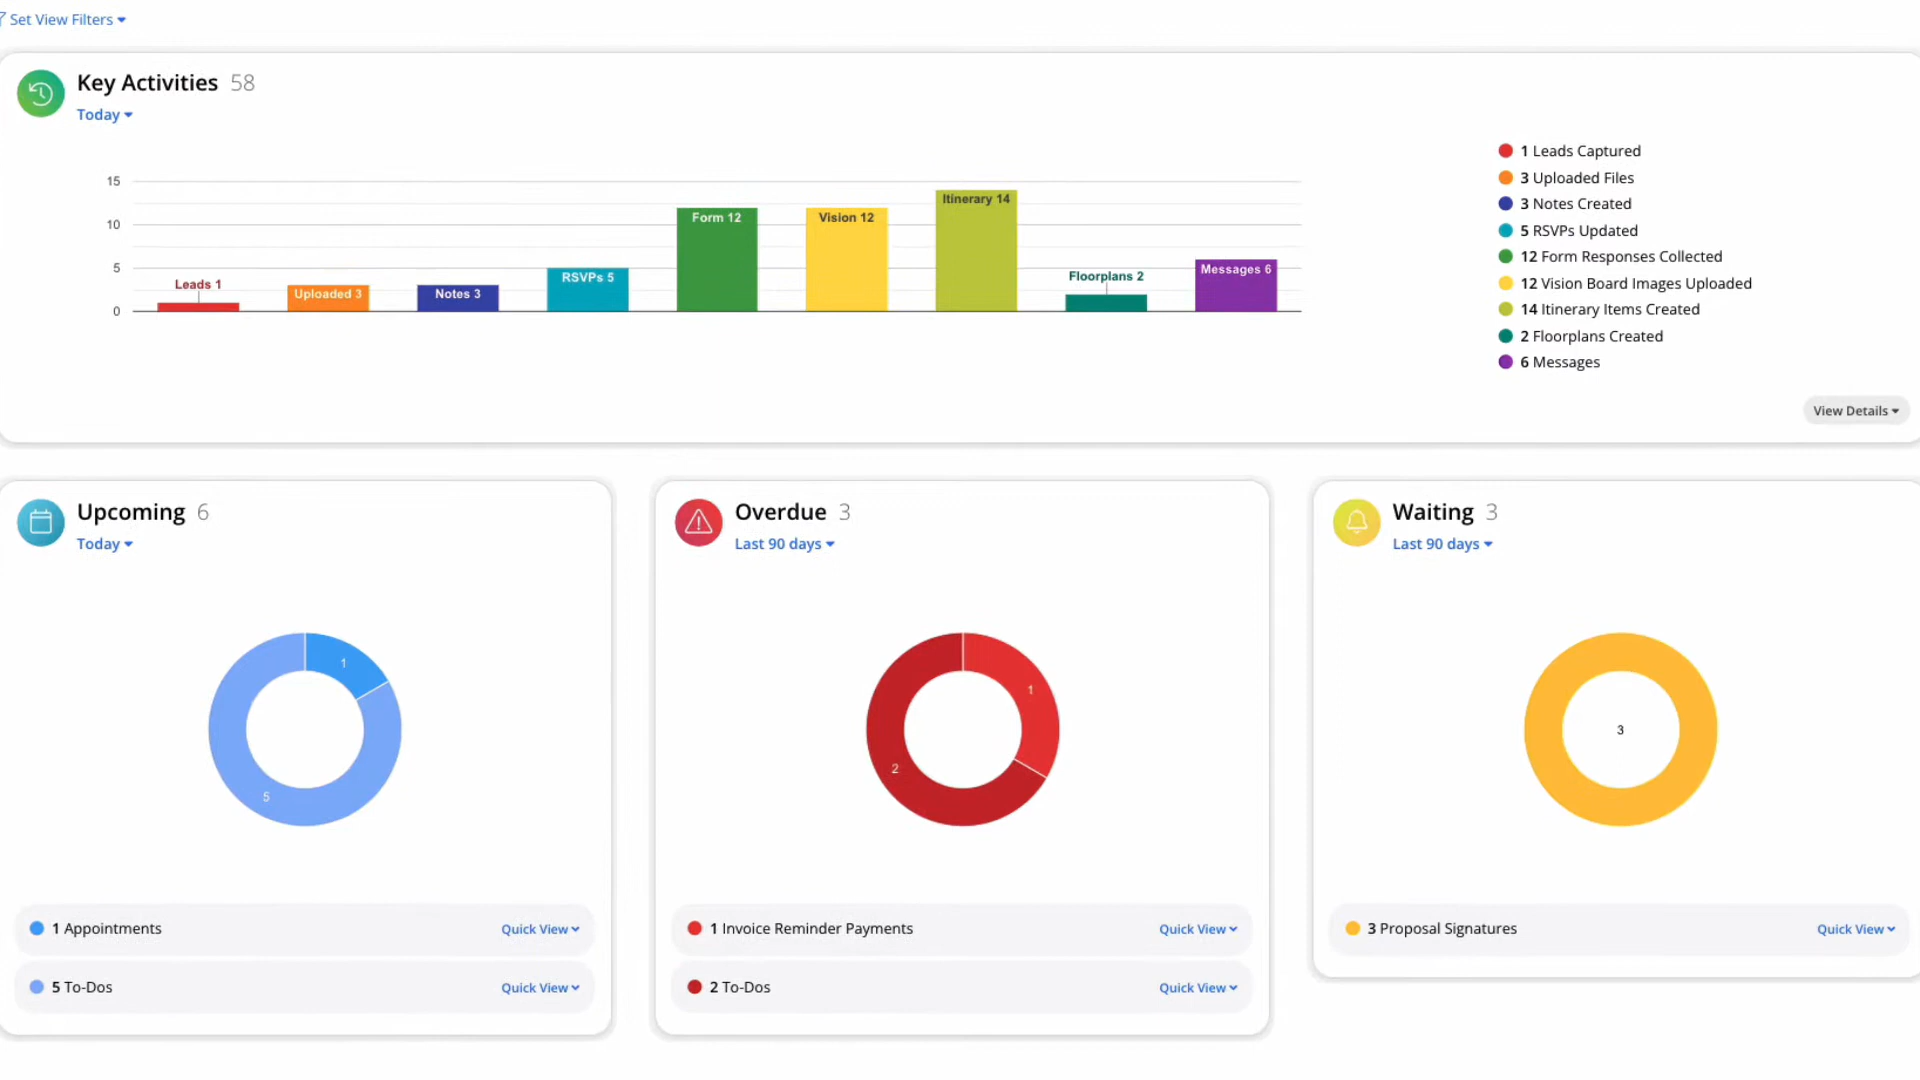 Set View Filters
Key Activities 58
Today
15
10
5
0
Leads 1
Uploaded 3
Notes 3
RSVPs 5
Form 12
Vision 12
Itinerary 14
Floorplans 2
Messages 6
1 Leads Captured
3 Uploaded Files
3 Notes Created
5 RSVPs Updated
12 Form Responses Collected
12 Vision Board Images Uploaded
14 Itinerary Items Created
2 Floorplans Created
6 Messages
View Details
Upcoming 6
Today
1
5
1 Appointments Quick View
5 To-Dos Quick View
Overdue 3
Last 90 days
1
2
1 Invoice Reminder Payments Quick View
2 To-Dos Quick View
Waiting 3
Last 90 days
3
3 Proposal Signatures Quick View